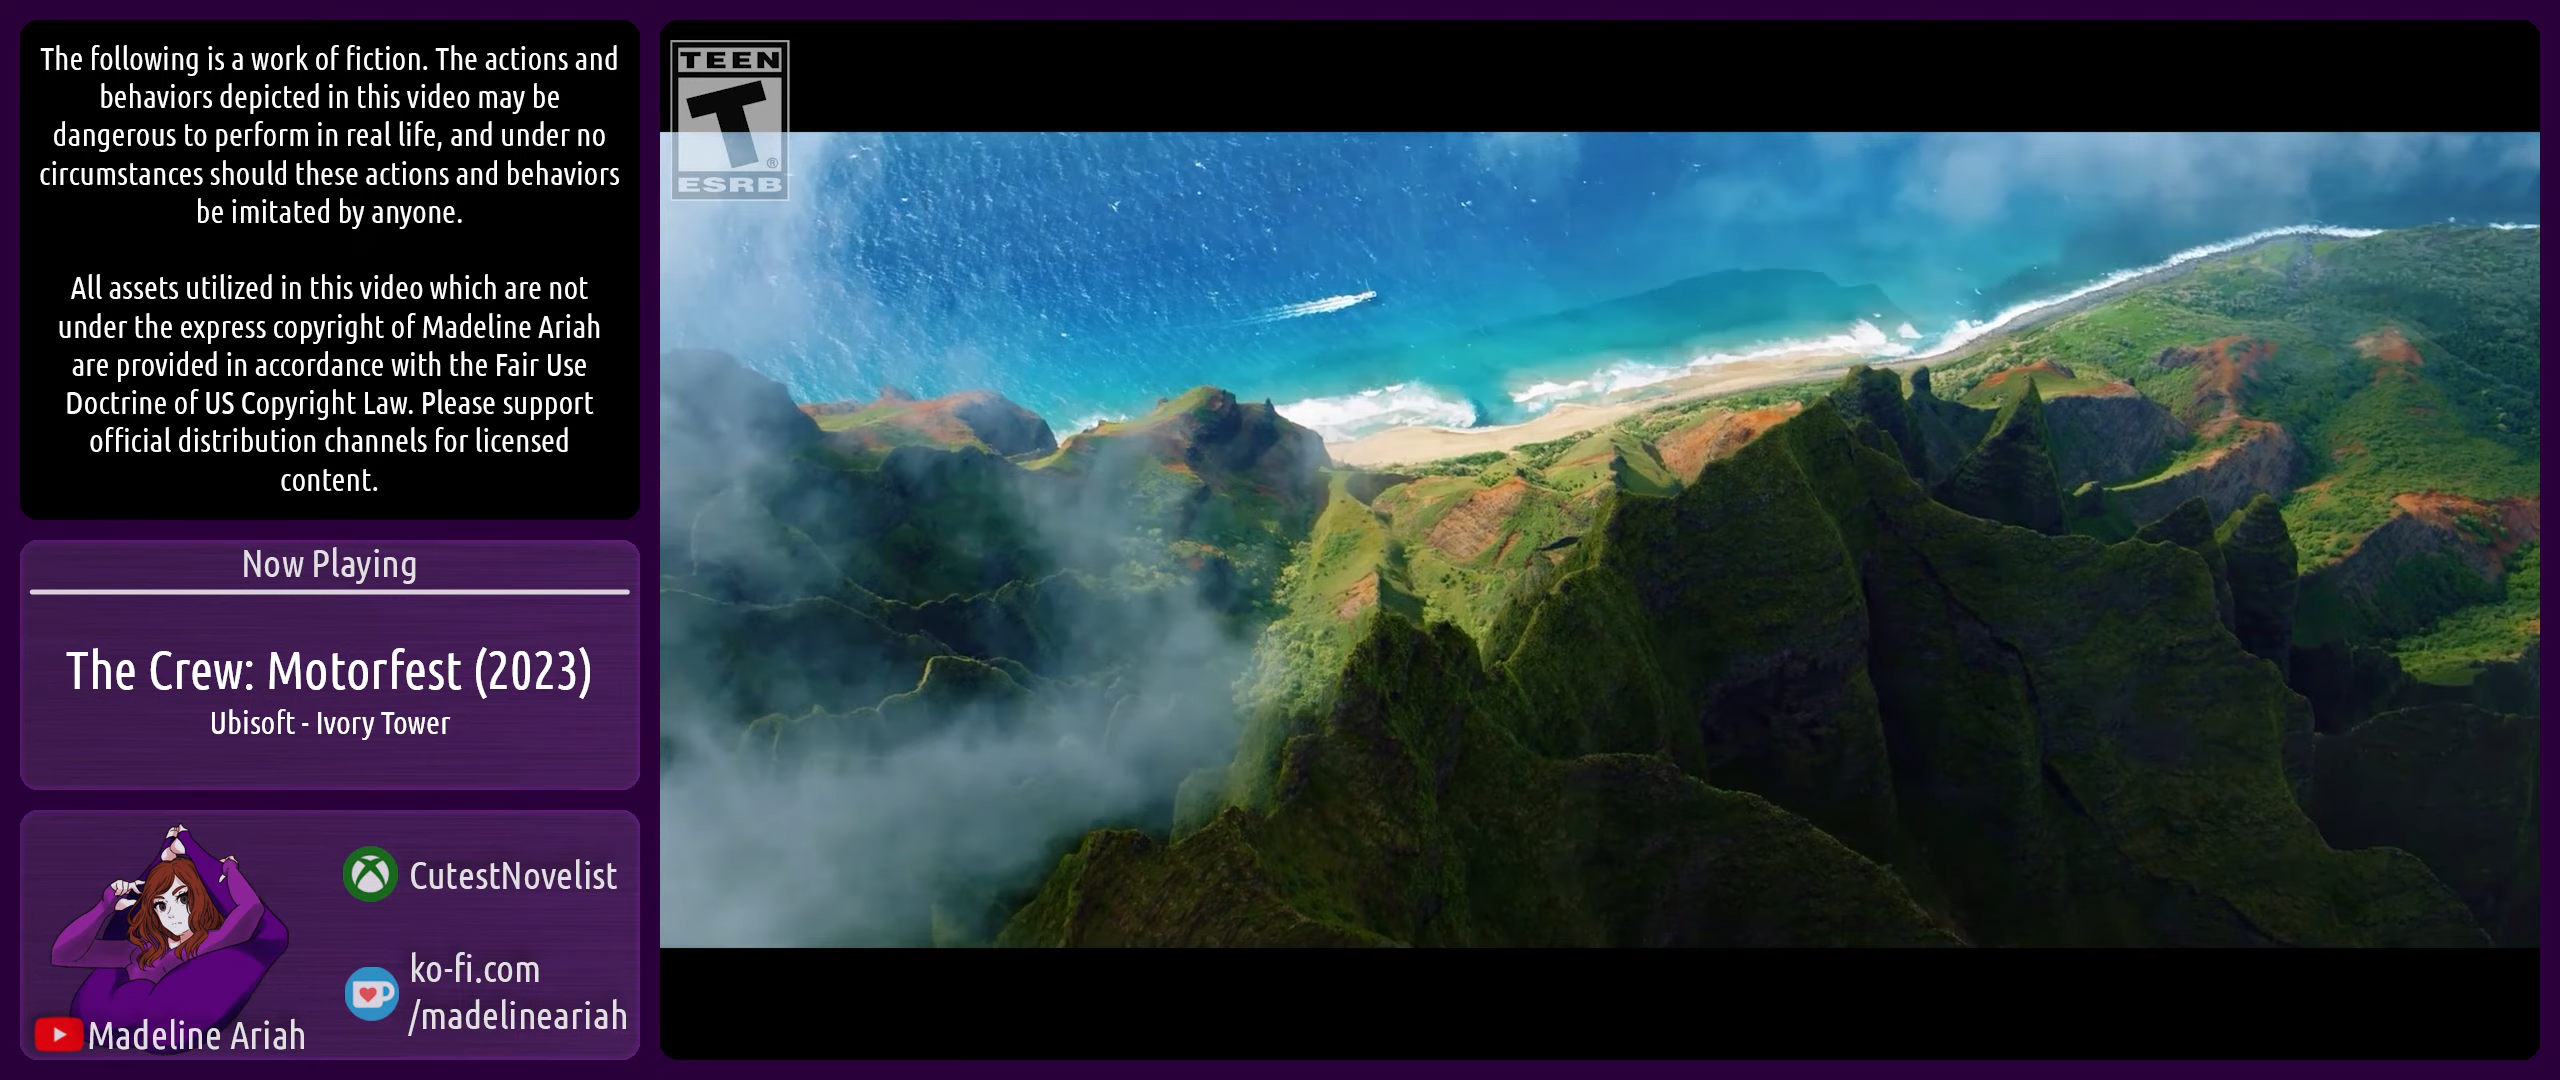 The following is a work of fiction. The actions and
behaviors depicted in this video may be
dangerous to perform in real life, and under no
circumstances should these actions and behaviors
be imitated by anyone.
All assets utilized in this video which are not
under the express copyright of Madeline Ariah
are provided in accordance with the Fair Use
Doctrine of US Copyright Law. Please support
official distribution channels for licensed
content.
Now Playing
The Crew: Motorfest (2023)
Ubisoft - Ivory Tower
CutestNovelist
ko-fi.com
/madelineariah
Madeline Ariah
TEEN
T
®
ESRB